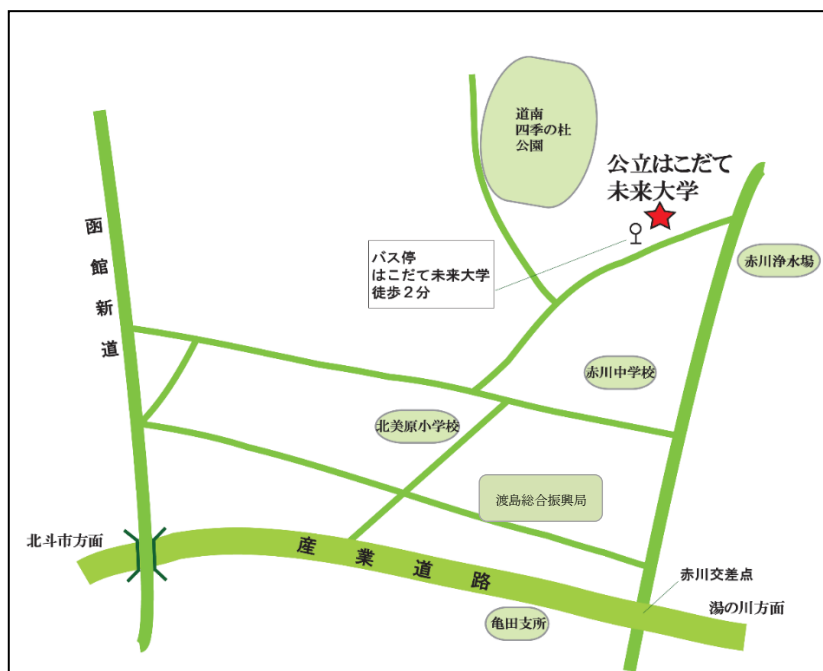 道南
四季の杜
公園
公立はこだて
未来大学
函館新道
バス停
はこだて未来大学
徒歩２分
赤川浄水場
赤川中学校
北美原小学校
渡島総合振興局
北斗市方面
産業道路
赤川交差点
湯の川方面
亀田支所